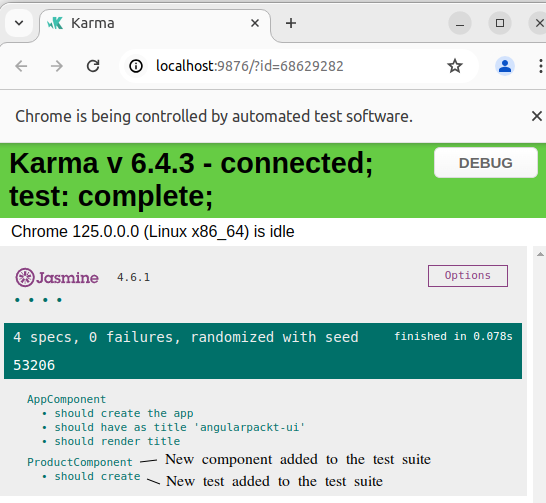 Karma
localhost:9876/?id=68629282
Chrome is being controlled by automated test software.
Karma v 6.4.3 - connected;
test: complete;
DEBUG
Chrome 125.0.0.0 (Linux x86_64) is idle
Jasmine 4.6.1
Options
• • • •
4 specs, 0 failures, randomized with seed
53206
finished in 0.078s
AppComponent
• should create the app
• should have as title 'angularpackt-ui'
• should render title
ProductComponent
New component added to the test suite
• should create
New test added to the test suite